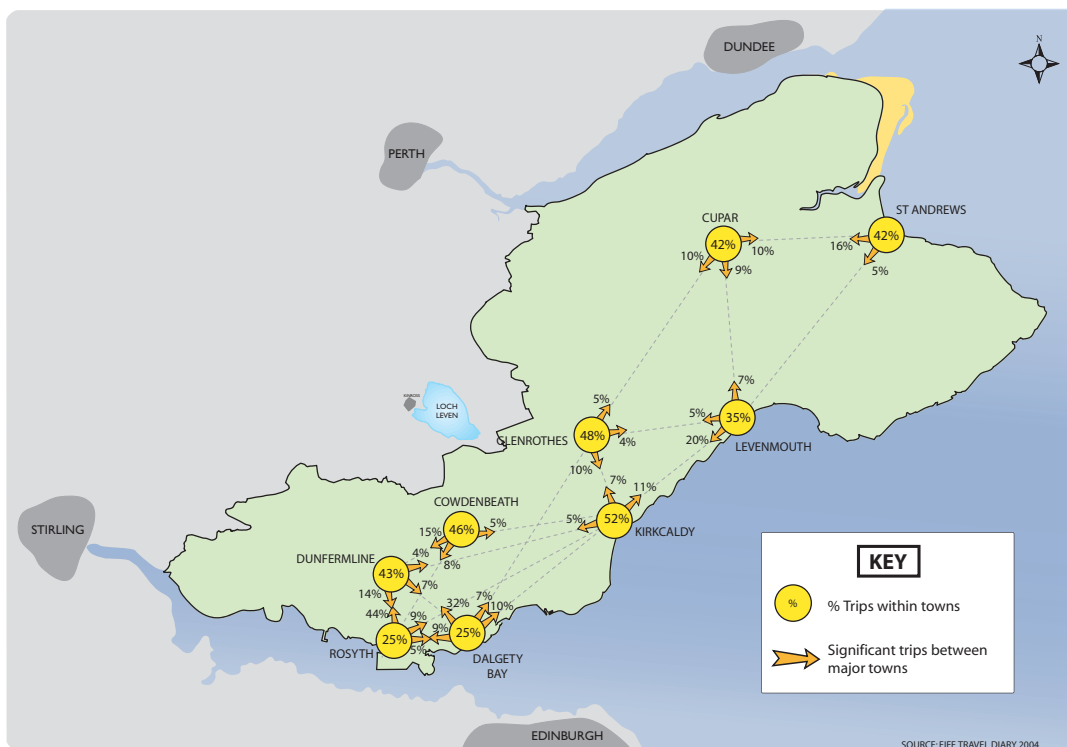 DUNDEE
N
PERTH
ST ANDREWS
CUPAR
42%
42%
16%
10%
10%
9%
5%
KINROSS
LOCH
LEVEN
7%
5%
5%
35%
20%
LEVENMOUTH
GLENROTHES
48%
4%
10%
7%
11%
COWDENBEATH
5%
5%
52%
KIRKCALDY
STIRLING
15%
46%
DUNFERMLINE
4%
8%
43%
7%
14%
44%
32%
7%
10%
9%
9%
25%
5%
25%
ROSYTH
DALGETY
BAY
KEY
%
% Trips within towns
Significant trips between
major towns
EDINBURGH
SOURCE: FIFE TRAVEL DIARY 2004